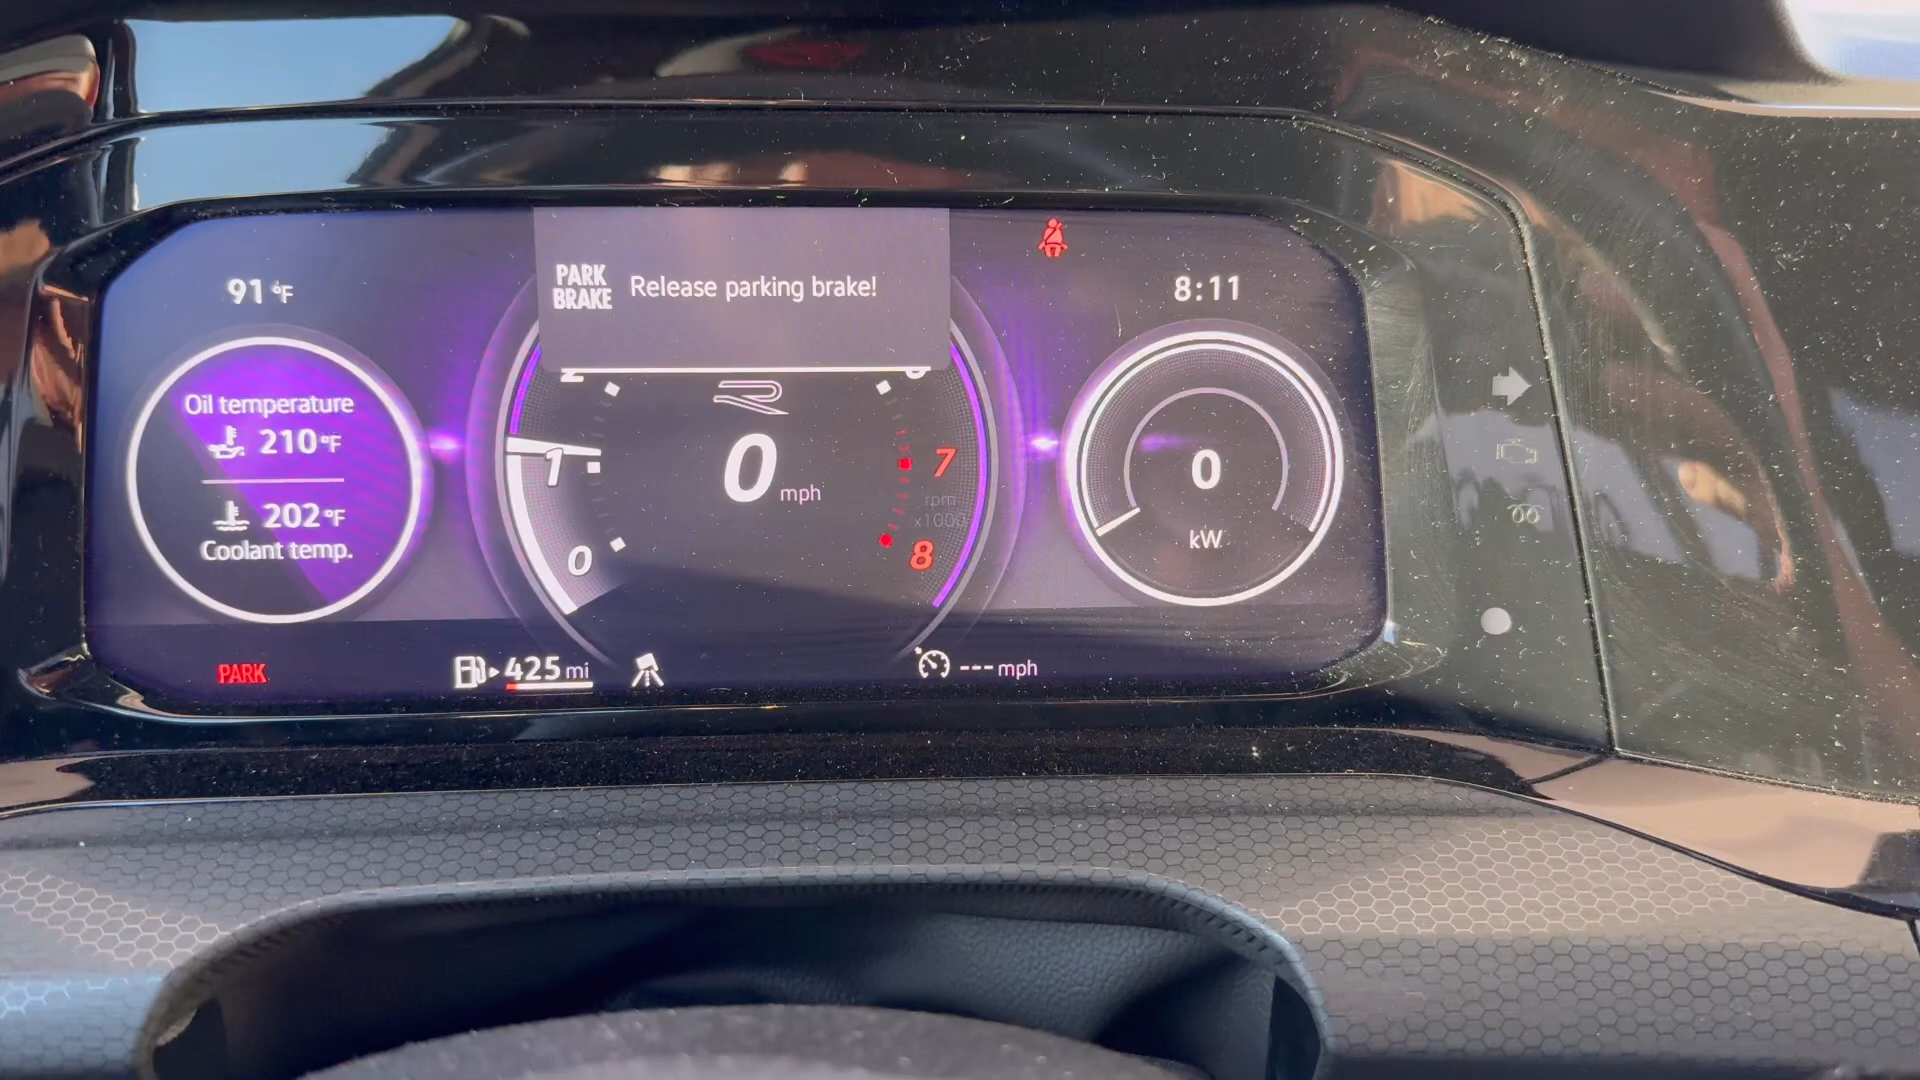 PARK
BRAKE
Release parking brake!
91 °F
8:11
Oil temperature
210 °F
202 °F
Coolant temp.
2
1
0
0 mph
7
rpm
x1000
8
0
kW
PARK
425 mi
--- mph